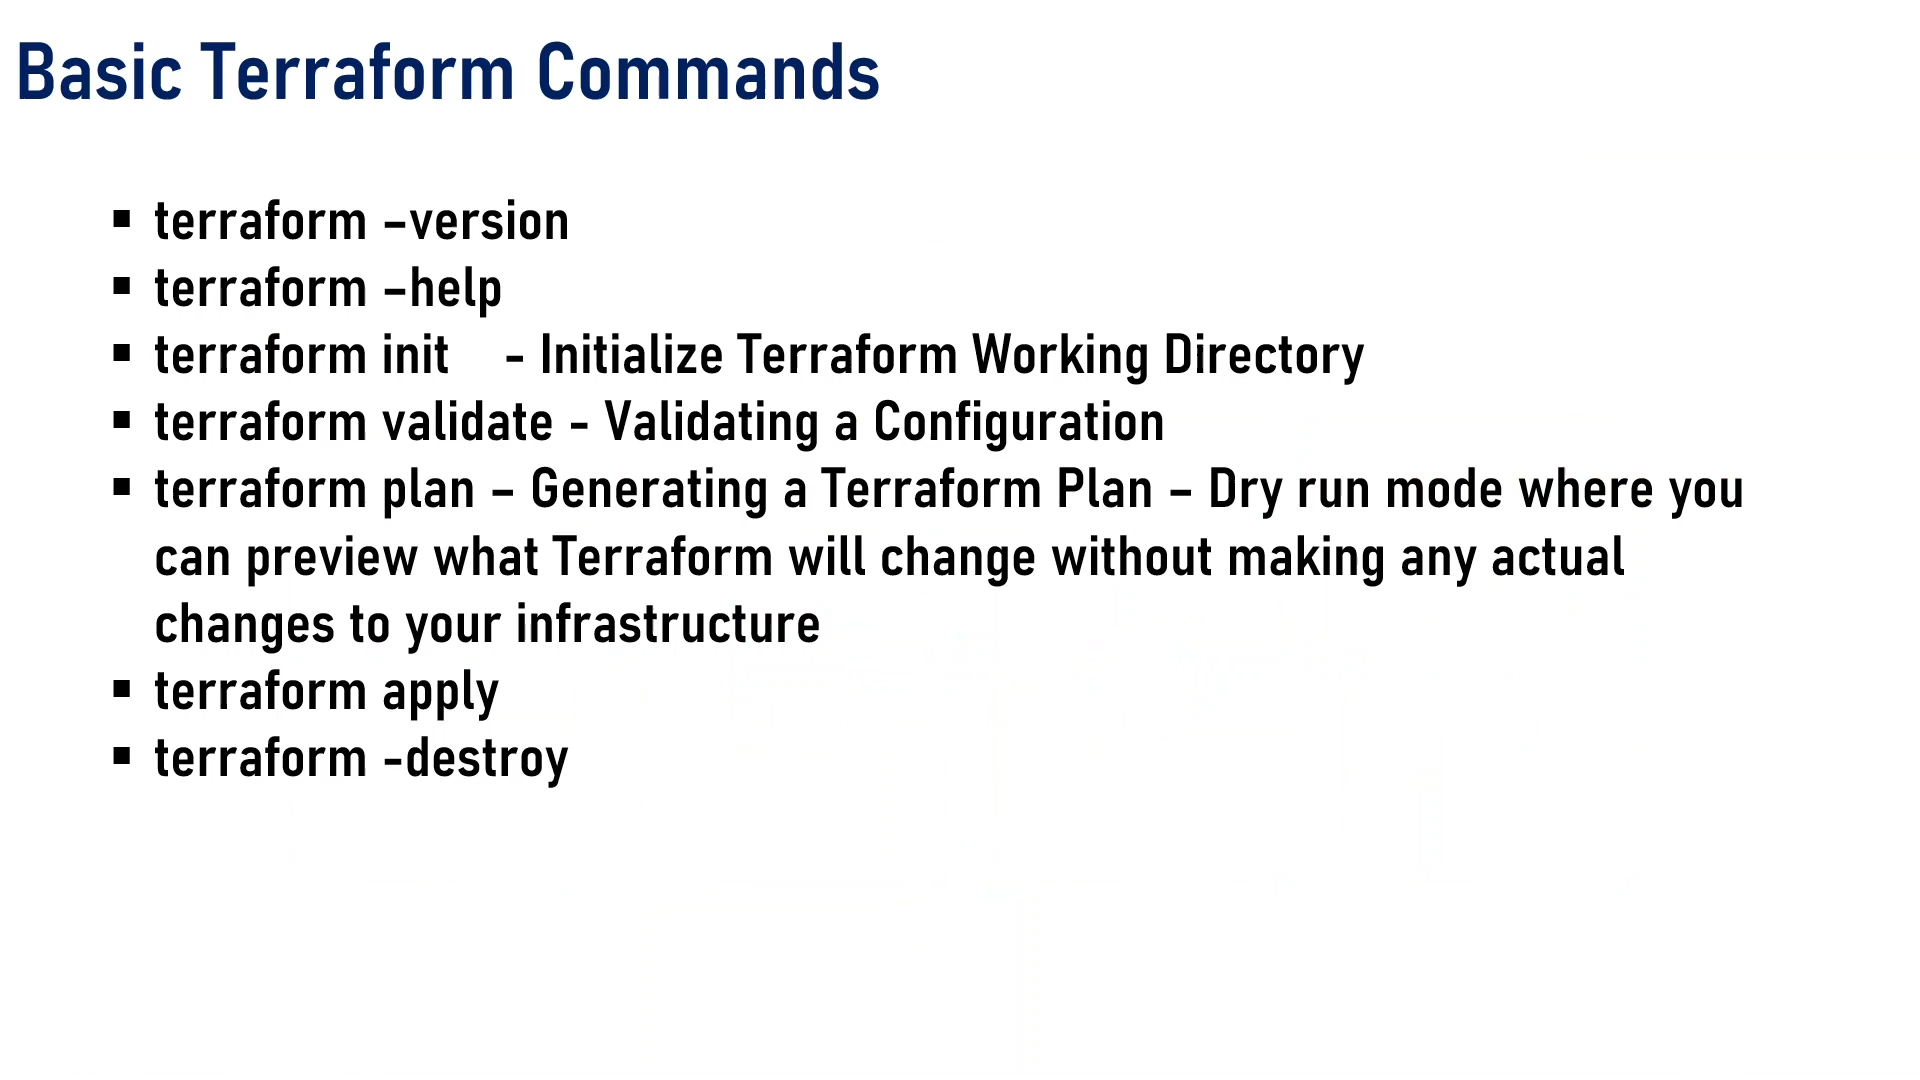 Basic Terraform Commands
▪ terraform –version
▪ terraform –help
▪ terraform init - Initialize Terraform Working Directory
▪ terraform validate - Validating a Configuration
▪ terraform plan – Generating a Terraform Plan – Dry run mode where you
can preview what Terraform will change without making any actual
changes to your infrastructure
▪ terraform apply
▪ terraform -destroy